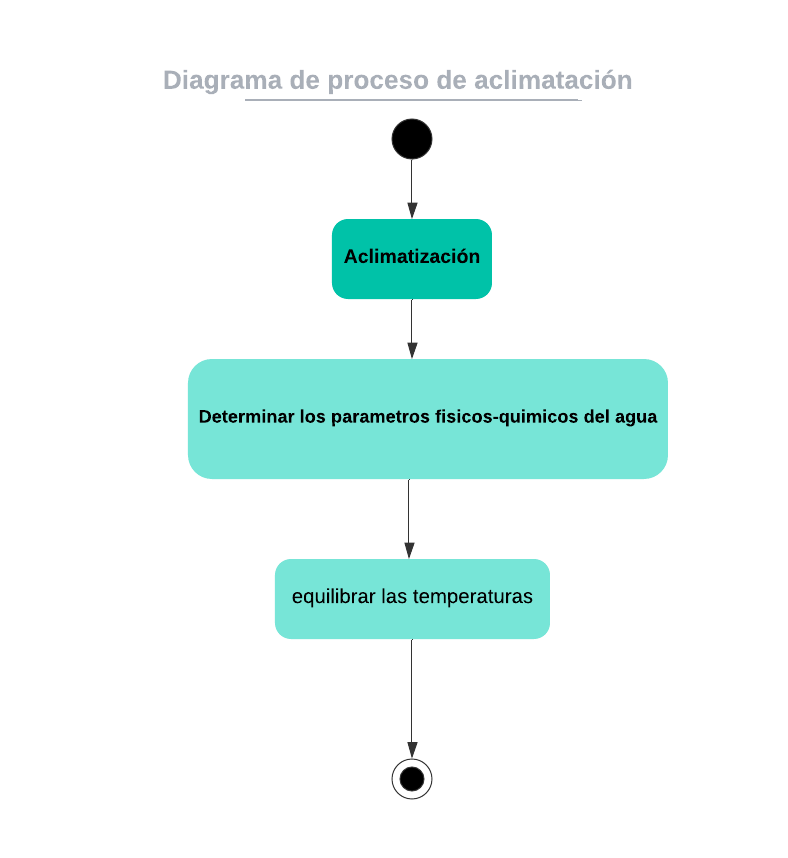 Diagrama de proceso de aclimatación
Aclimatización
Determinar los parametros fisicos-quimicos del agua
equilibrar las temperaturas